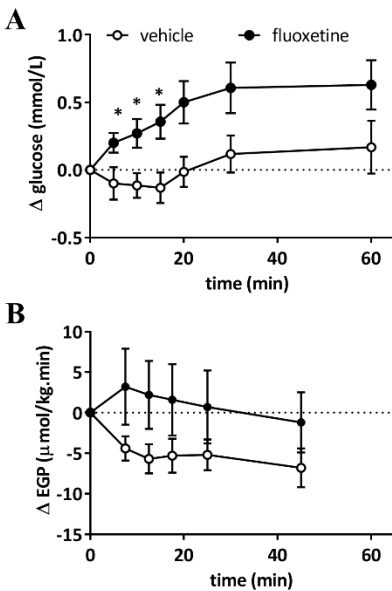 A
vehicle fluoxetine
1.0
0.5
0.0
-0.5
* * *
Δ glucose (mmol/L)
0 20 40 60
time (min)
B
10
5
0
-5
-10
-15
Δ EGP (μmol/kg.min)
0 20 40 60
time (min)